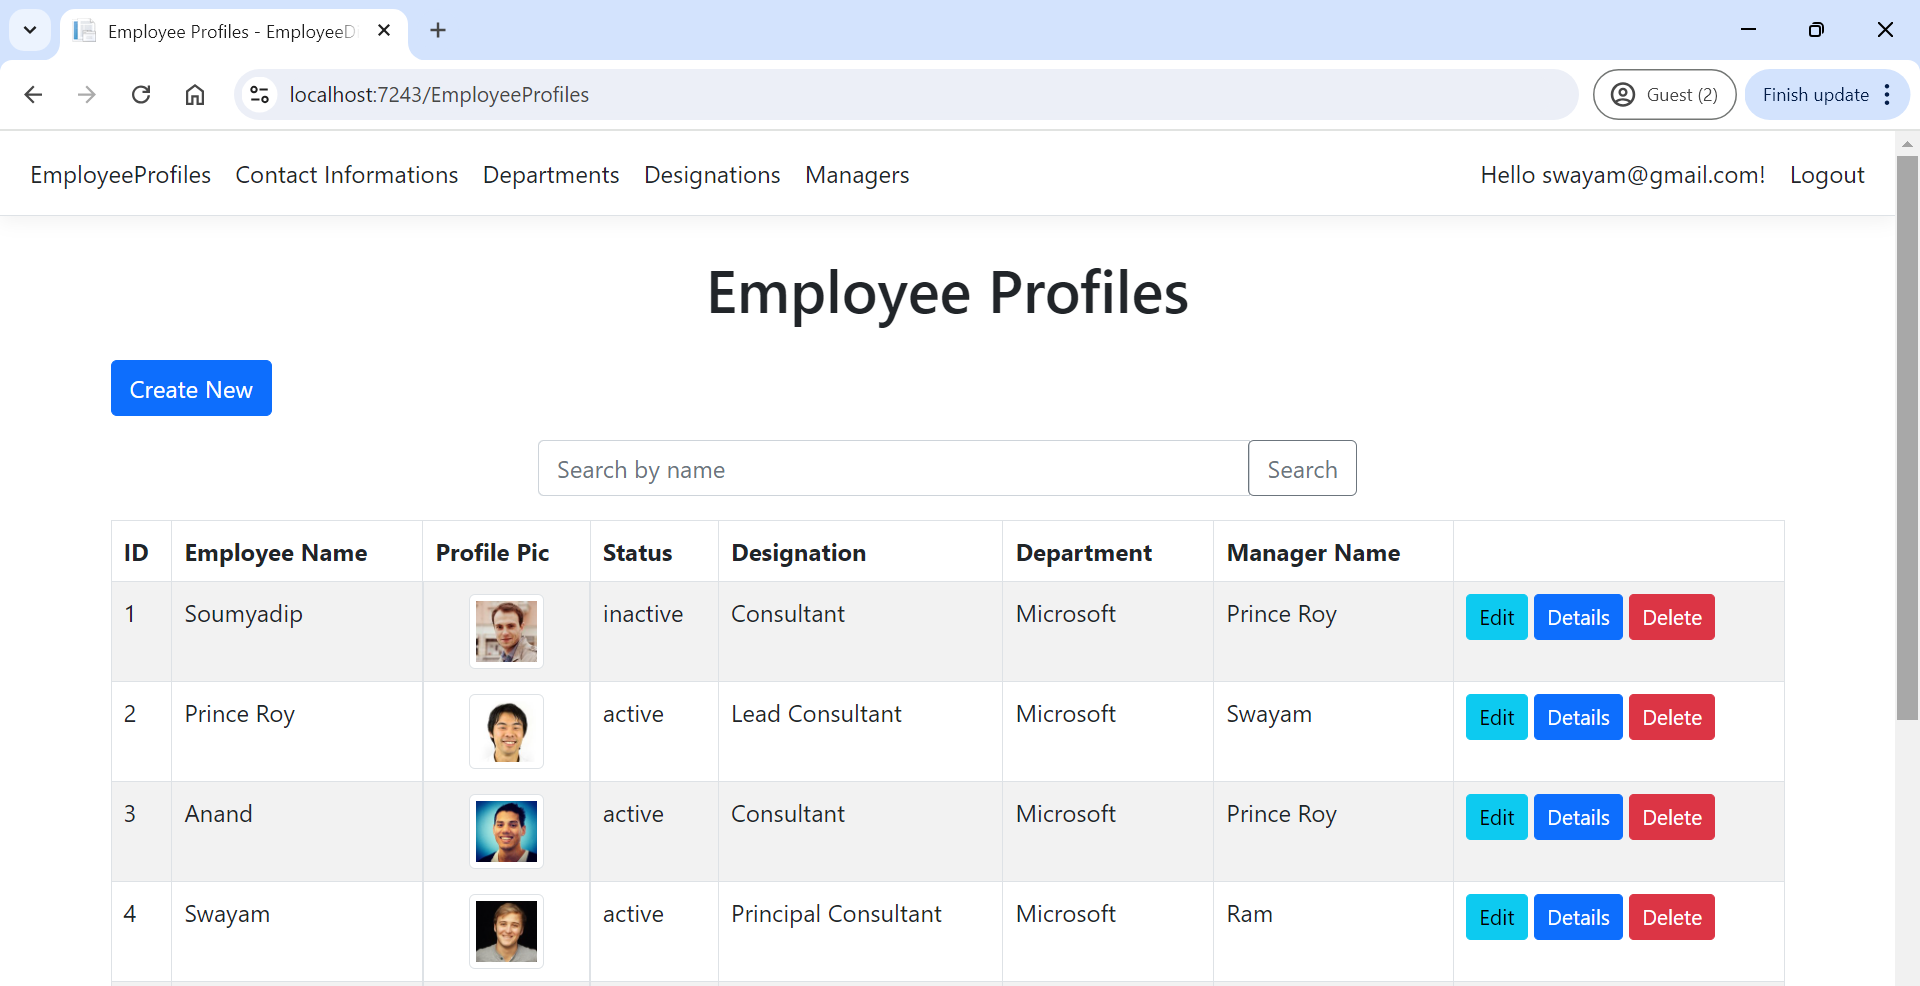 Employee Profiles - EmployeeD
localhost:7243/EmployeeProfiles
Guest (2)
Finish update
EmployeeProfiles Contact Informations Departments Designations Managers Hello swayam@gmail.com! Logout
Employee Profiles
Create New
Search by name Search
ID Employee Name Profile Pic Status Designation Department Manager Name
1 Soumyadip inactive Consultant Microsoft Prince Roy Edit Details Delete
2 Prince Roy active Lead Consultant Microsoft Swayam Edit Details Delete
3 Anand active Consultant Microsoft Prince Roy Edit Details Delete
4 Swayam active Principal Consultant Microsoft Ram Edit Details Delete